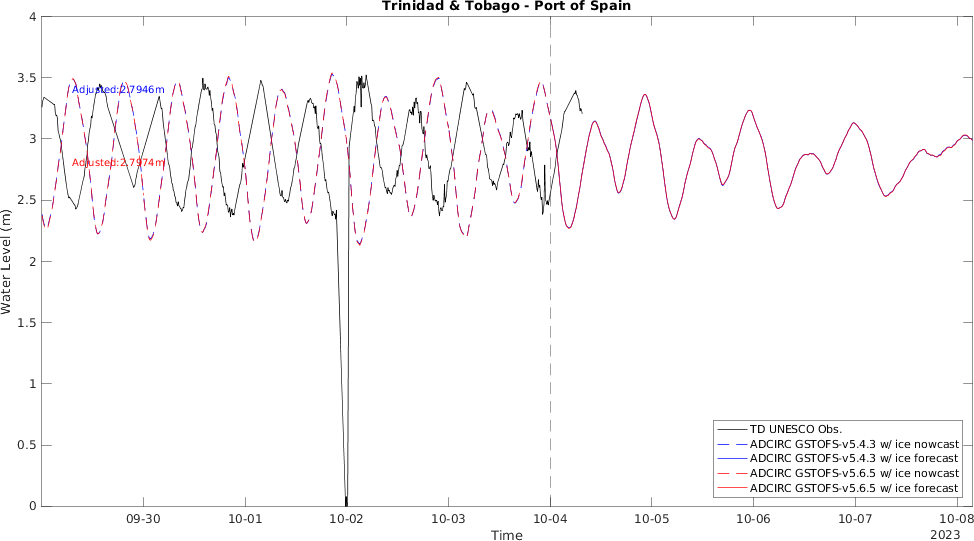 Trinidad & Tobago - Port of Spain
4
3.5
3
2.5
2
1.5
1
0.5
0
Water Level (m)
Adjusted:2.7946m
Adjusted:2.7974m
TD UNESCO Obs.
ADCIRC GSTOFS-v5.4.3 w/ ice nowcast
ADCIRC GSTOFS-v5.4.3 w/ ice forecast
ADCIRC GSTOFS-v5.6.5 w/ ice nowcast
ADCIRC GSTOFS-v5.6.5 w/ ice forecast
09-30 10-01 10-02 10-03 10-04 10-05 10-06 10-07 10-08
Time
2023